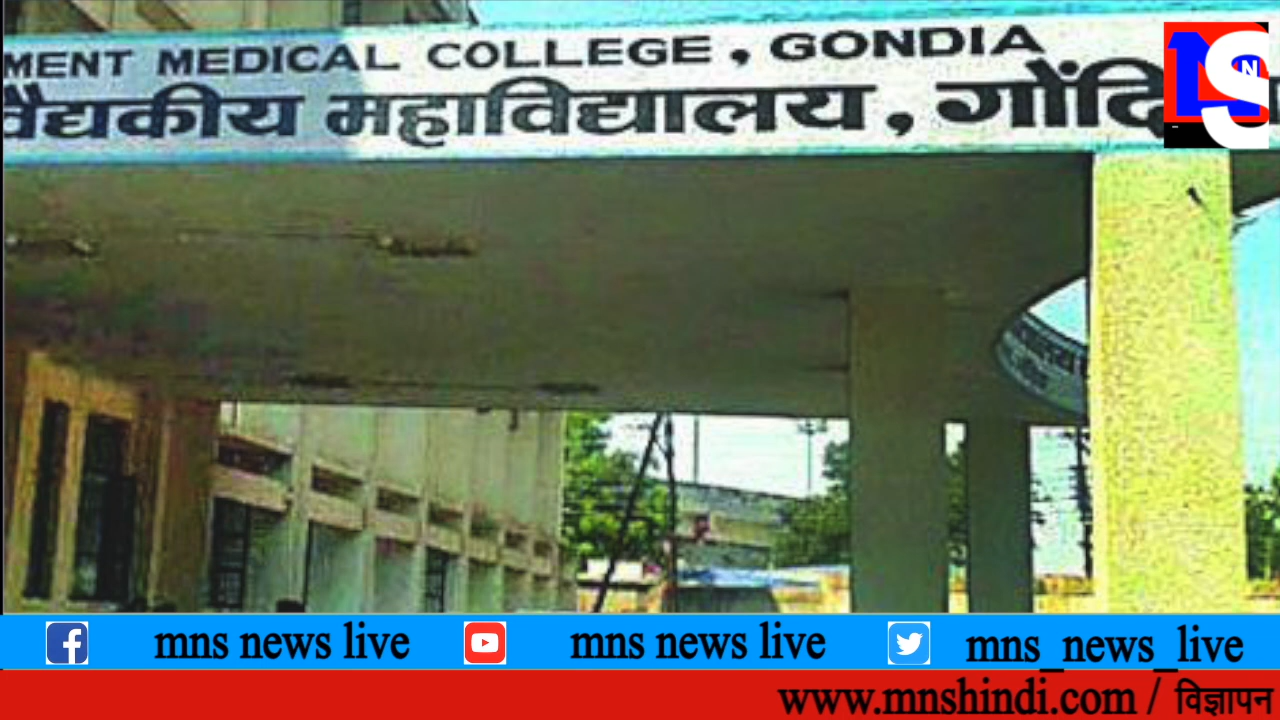 MENT MEDICAL COLLEGE, GONDIA
वैद्यकीय महाविद्यालय,
mns news live
mns news live
mns_news_live
www.mnshindi.com / विज्ञापन